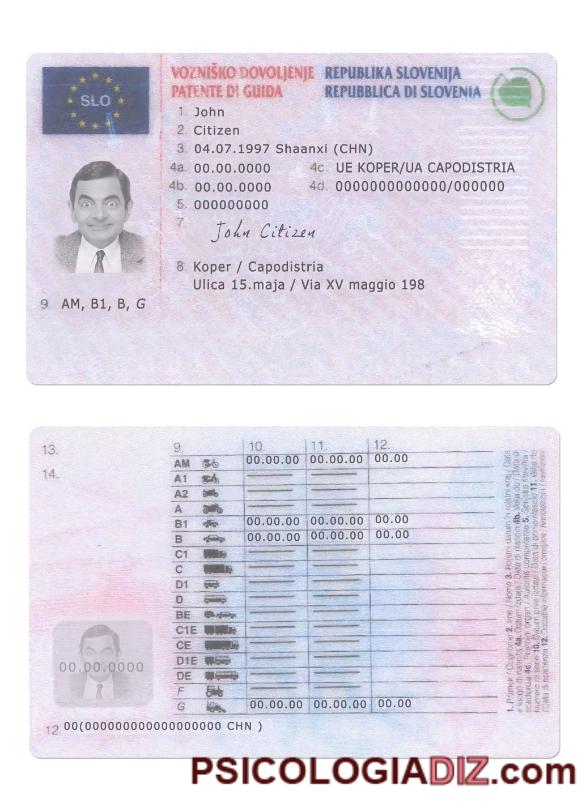 VOZNIŠKO DOVOLJENJE REPUBLIKA SLOVENIJA
PATENTE DI GUIDA REPUBBLICA DI SLOVENIA
SLO
1. John
2. Citizen
3. 04.07.1997 Shaanxi (CHN)
4a. 00.00.0000 4c. UE KOPER/UA CAPODISTRIA
4b. 00.00.0000 4d. 0000000000000/000000
5. 000000000
7.
John Citizen
8. Koper / Capodistria
Ulica 15.maja / Via XV maggio 198
9. AM, B1, B, G
13.
14.
9. 10. 11. 12.
AM 00.00.00 00.00.00 00.00
A1
A2
A
B1 00.00.00 00.00.00 00.00
B 00.00.00 00.00.00 00.00
C1
C
D1
D
BE
C1E
CE
D1E
DE
F
G 00.00.00 00.00.00 00.00
00.00.0000
12 00(000000000000000000 CHN )
PSICOLOGIADIZ.com